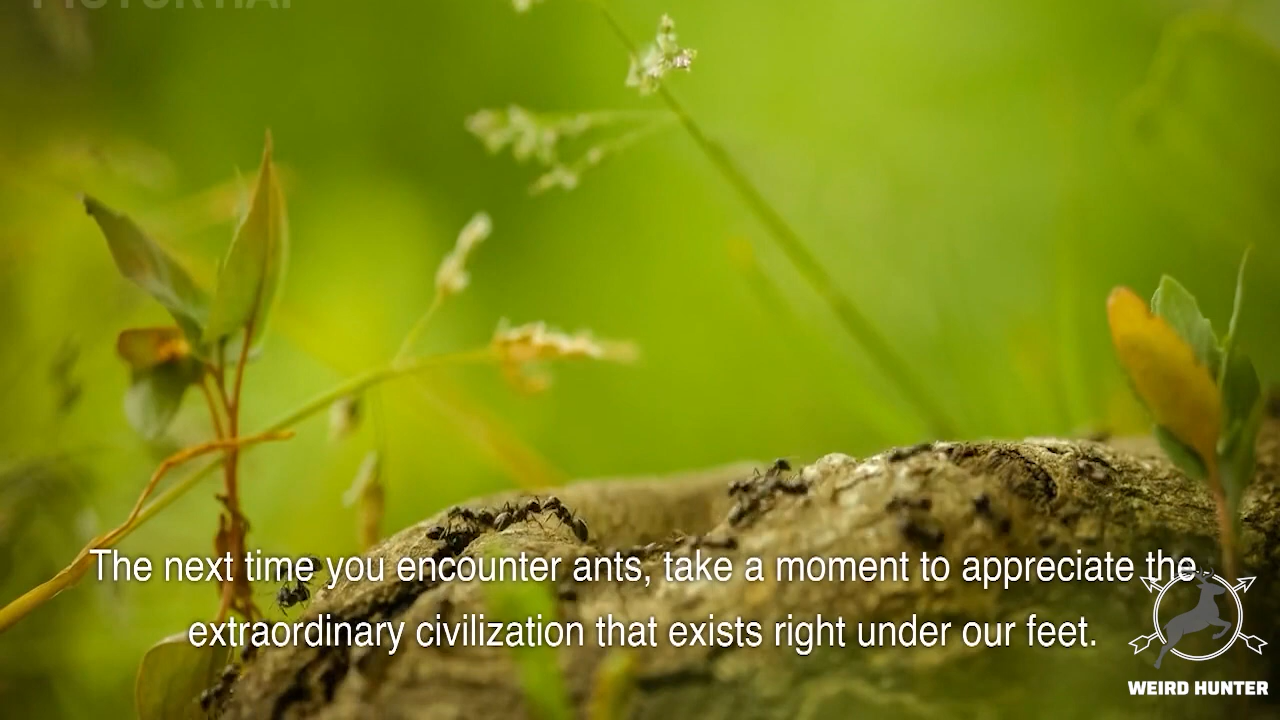 The next time you encounter ants, take a moment to appreciate the
extraordinary civilization that exists right under our feet.
WEIRD HUNTER